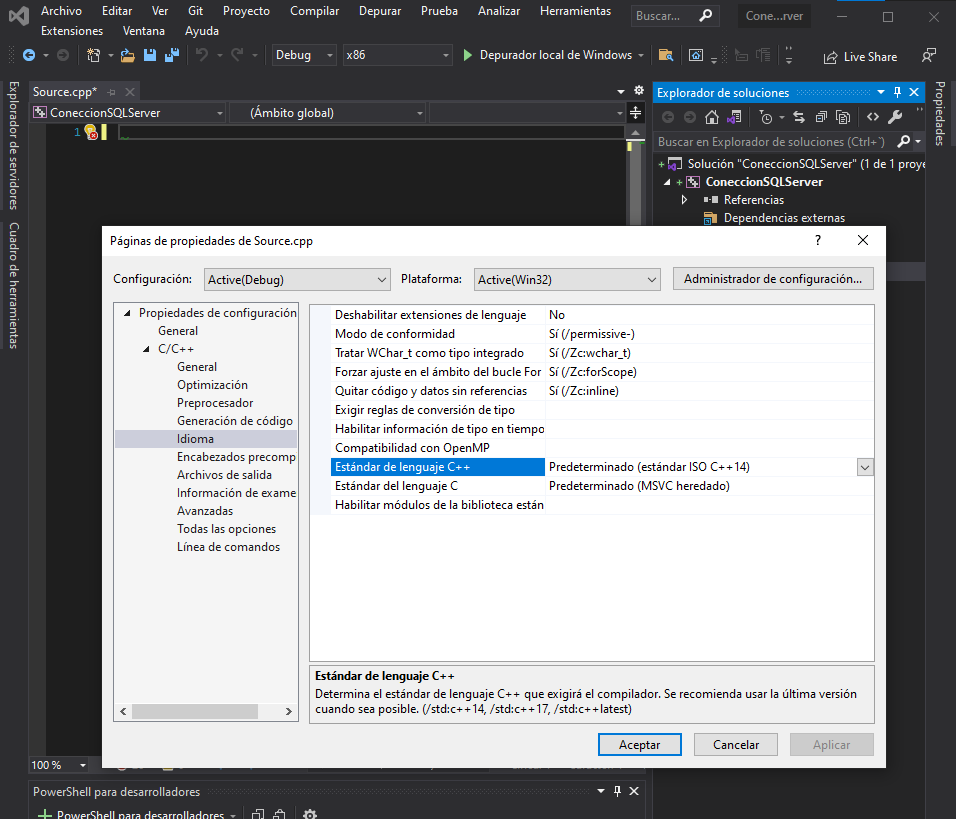 Archivo Editar Ver Git Proyecto Compilar Depurar Prueba Analizar Herramientas Buscar... Cone...rver
Extensiones Ventana Ayuda
Debug x86 Depurador local de Windows Live Share
Explorador de servidores
Cuadro de herramientas
Source.cpp*
ConeccionSQLServer (Ámbito global)
1
Explorador de soluciones
Buscar en Explorador de soluciones (Ctrl+`)
Solución "ConeccionSQLServer" (1 de 1 proye
ConeccionSQLServer
Referencias
Dependencias externas
Propiedades
Páginas de propiedades de Source.cpp ?
Configuración: Active(Debug) Plataforma: Active(Win32) Administrador de configuración...
Propiedades de configuración
General
C/C++
General
Optimización
Preprocesador
Generación de código
Idioma
Encabezados precomp
Archivos de salida
Información de exame
Avanzadas
Todas las opciones
Línea de comandos
Deshabilitar extensiones de lenguaje No
Modo de conformidad Sí (/permissive-)
Tratar WChar_t como tipo integrado Sí (/Zc:wchar_t)
Forzar ajuste en el ámbito del bucle For Sí (/Zc:forScope)
Quitar código y datos sin referencias Sí (/Zc:inline)
Exigir reglas de conversión de tipo
Habilitar información de tipo en tiempo
Compatibilidad con OpenMP
Estándar de lenguaje C++ Predeterminado (estándar ISO C++14)
Estándar del lenguaje C Predeterminado (MSVC heredado)
Habilitar módulos de la biblioteca están
Estándar de lenguaje C++
Determina el estándar de lenguaje C++ que exigirá el compilador. Se recomienda usar la última versión
cuando sea posible. (/std:c++14, /std:c++17, /std:c++latest)
Aceptar Cancelar Aplicar
100 %
PowerShell para desarrolladores
PowerShell para desarrolladores